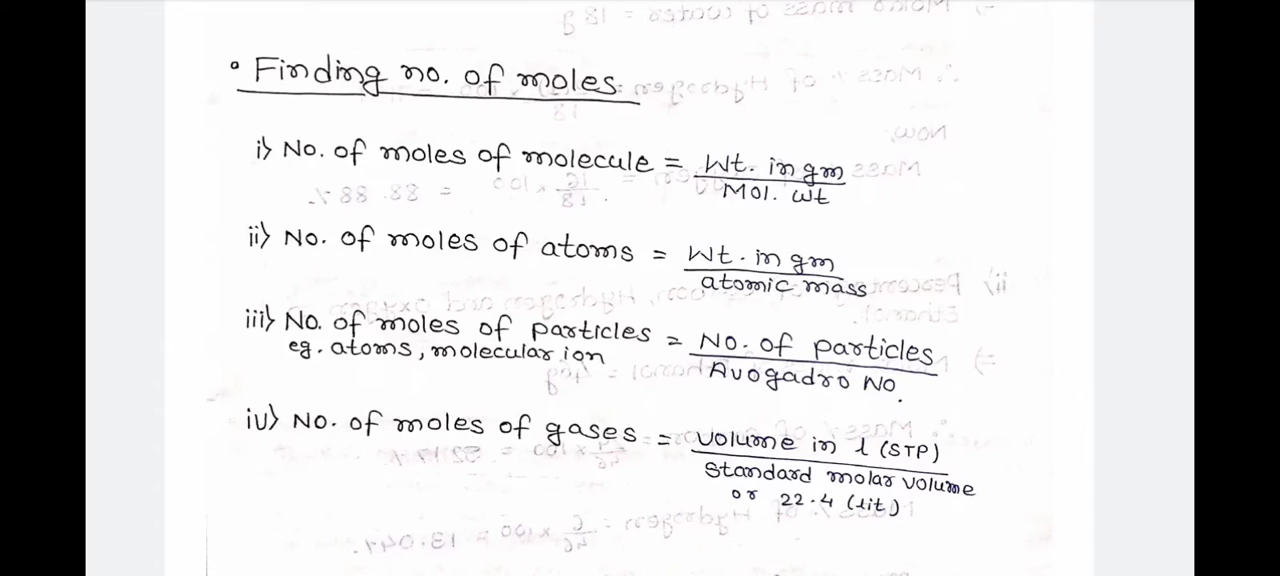 • Finding no. of moles.
i) No. of moles of molecule = Wt. in gm / Mol. wt
ii) No. of moles of atoms = Wt. in gm / atomic mass
iii) No. of moles of particles = No. of particles / Avogadro No.
eg. atoms, molecular ion
iv) No. of moles of gases = volume in l (STP) / Standard molar volume
or 22.4 (lit)